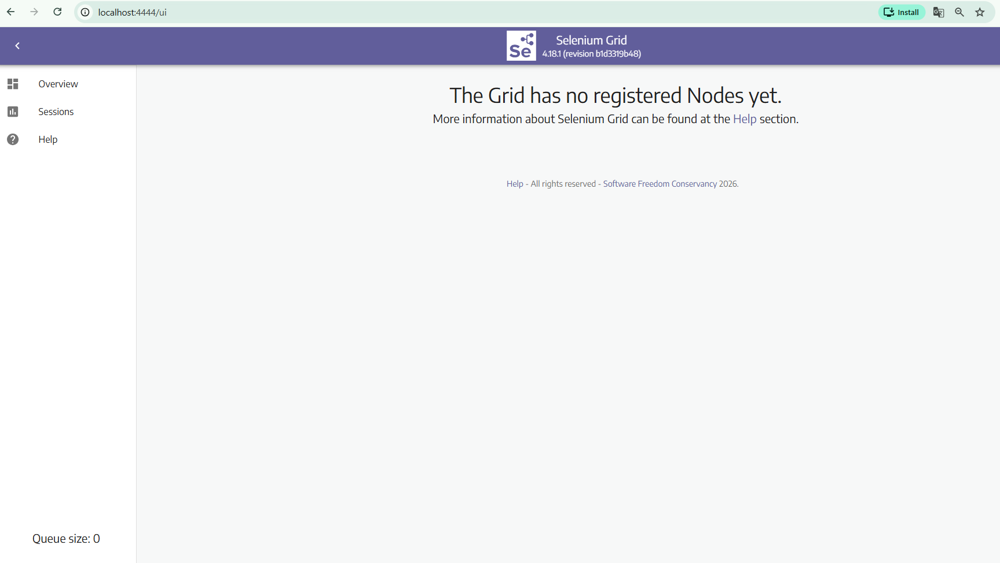 localhost:4444/ui
Install
Se
Selenium Grid
4.18.1 (revision b1d3319b48)
Overview
Sessions
Help
The Grid has no registered Nodes yet.
More information about Selenium Grid can be found at the Help section.
Help - All rights reserved - Software Freedom Conservancy 2026.
Queue size: 0